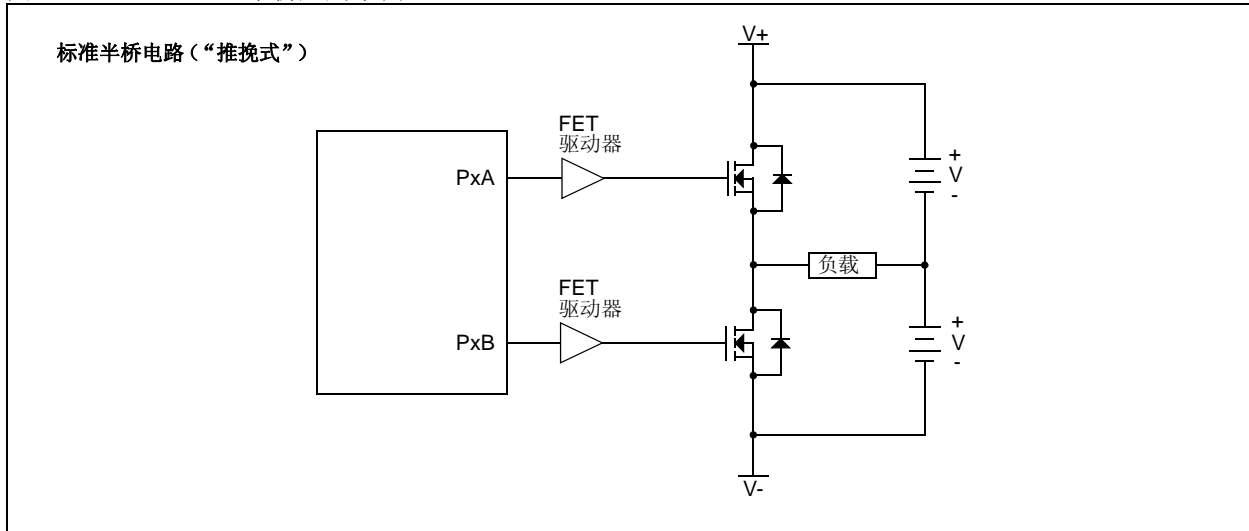 标准半桥电路（“推挽式”）
V+
FET
驱动器
PxA
+
V
-
负载
FET
驱动器
PxB
+
V
-
V-